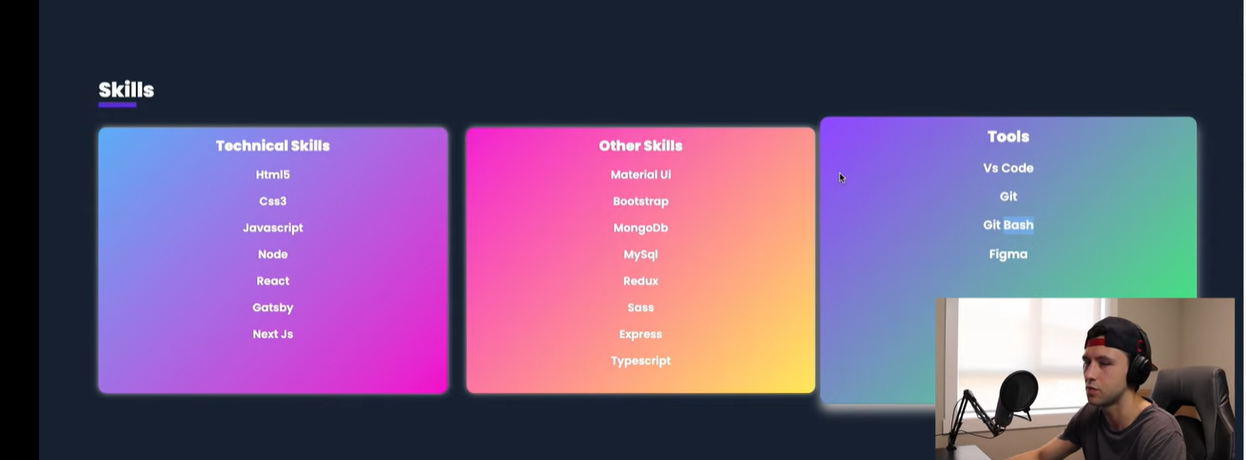 Skills
Technical Skills
Html5
Css3
Javascript
Node
React
Gatsby
Next Js
Other Skills
Material Ui
Bootstrap
MongoDb
MySql
Redux
Sass
Express
Typescript
Tools
Vs Code
Git
Git Bash
Figma